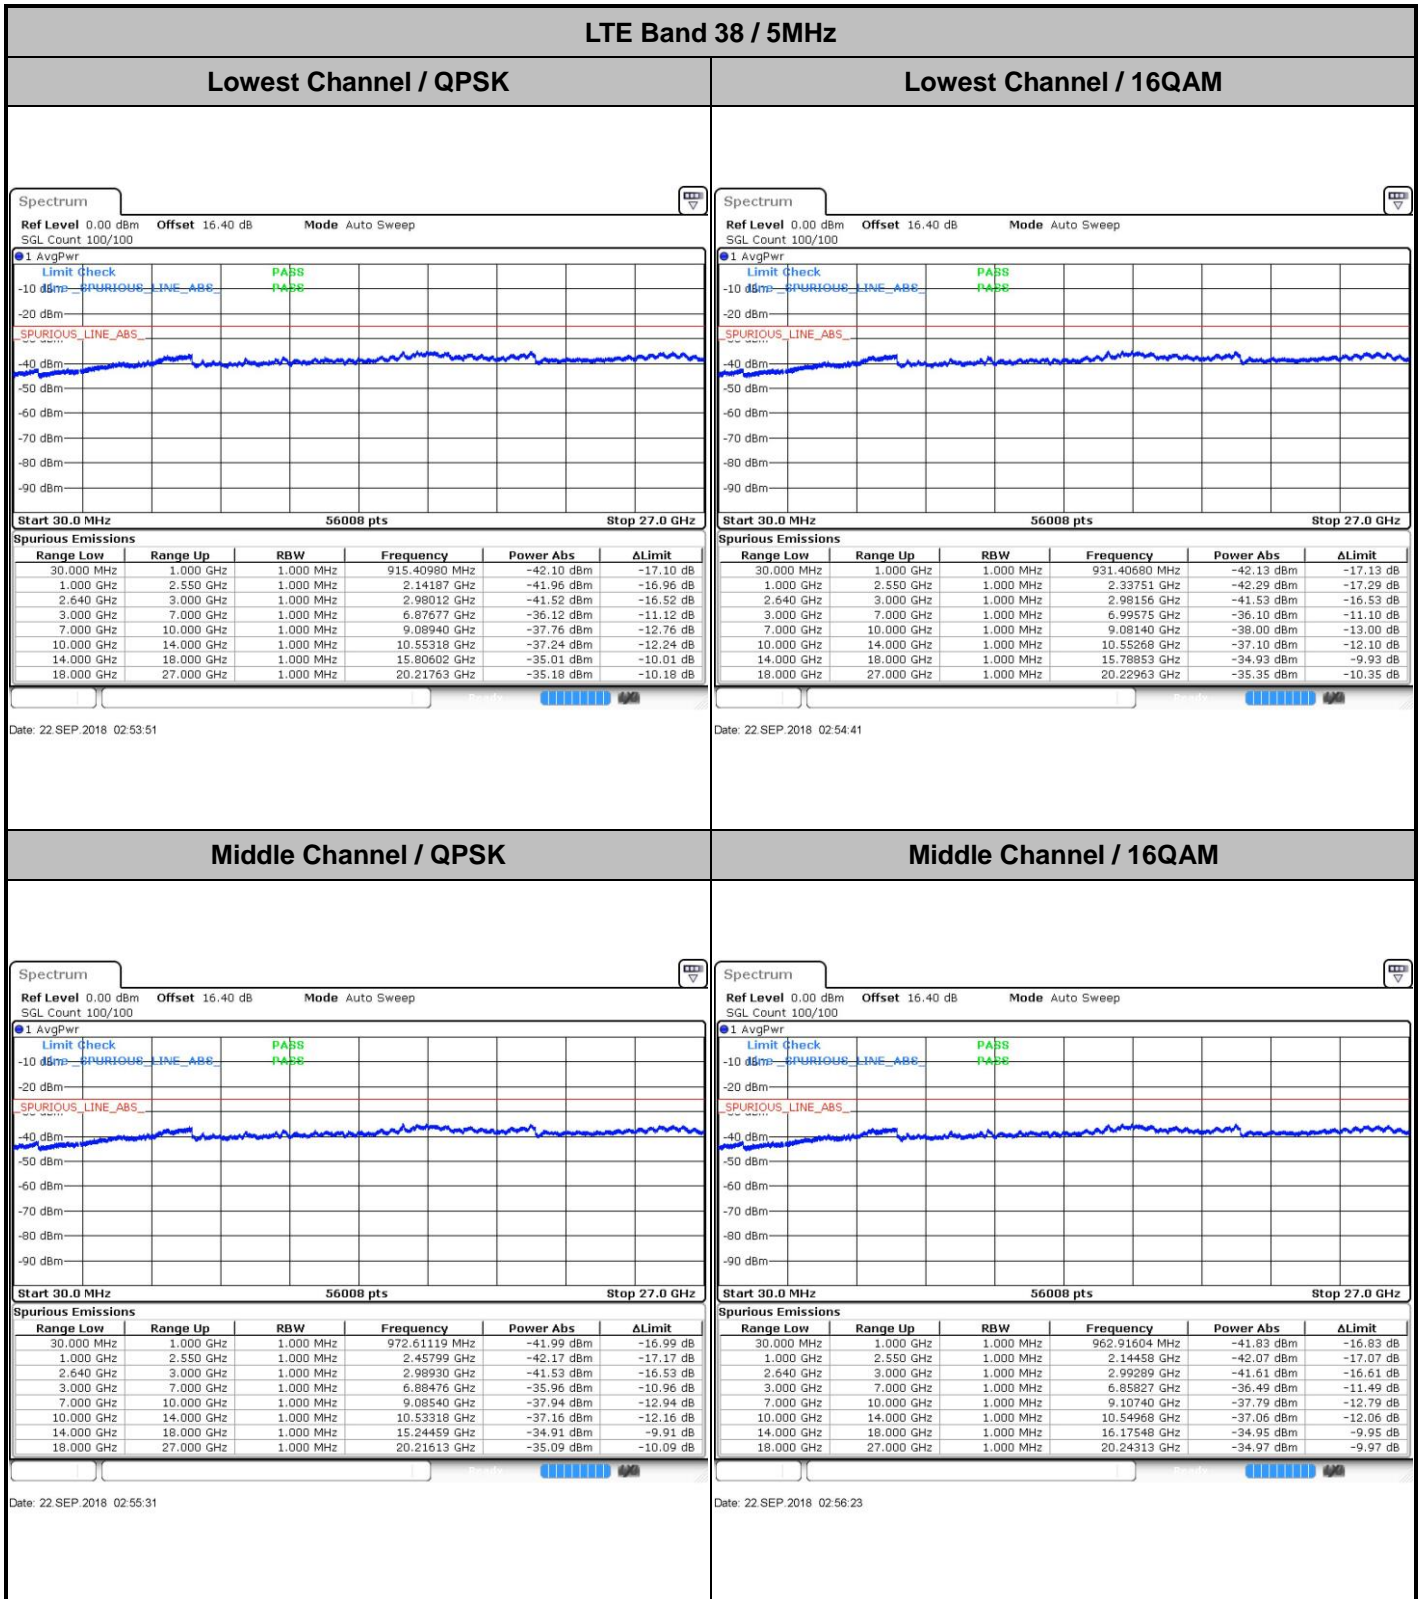 LTE Band 38 / 5MHz
Lowest Channel / QPSK
Lowest Channel / 16QAM
Spectrum
Ref Level 0.00 dBm Offset 16.40 dB Mode Auto Sweep
SGL Count 100/100
1 AvgPwr
Limit Check PASS
-10 dBm Line _SPURIOUS_LINE_ABS_ PASS
-20 dBm
_SPURIOUS_LINE_ABS_
-40 dBm
-50 dBm
-60 dBm
-70 dBm
-80 dBm
-90 dBm
Start 30.0 MHz 56008 pts Stop 27.0 GHz
Spurious Emissions
Range Low Range Up RBW Frequency Power Abs ΔLimit
30.000 MHz 1.000 GHz 1.000 MHz 915.40980 MHz -42.10 dBm -17.10 dB
1.000 GHz 2.550 GHz 1.000 MHz 2.14187 GHz -41.96 dBm -16.96 dB
2.640 GHz 3.000 GHz 1.000 MHz 2.98012 GHz -41.52 dBm -16.52 dB
3.000 GHz 7.000 GHz 1.000 MHz 6.87677 GHz -36.12 dBm -11.12 dB
7.000 GHz 10.000 GHz 1.000 MHz 9.08940 GHz -37.76 dBm -12.76 dB
10.000 GHz 14.000 GHz 1.000 MHz 10.55318 GHz -37.24 dBm -12.24 dB
14.000 GHz 18.000 GHz 1.000 MHz 15.80602 GHz -35.01 dBm -10.01 dB
18.000 GHz 27.000 GHz 1.000 MHz 20.21763 GHz -35.18 dBm -10.18 dB
Date: 22.SEP.2018 02:53:51
Spectrum
Ref Level 0.00 dBm Offset 16.40 dB Mode Auto Sweep
SGL Count 100/100
1 AvgPwr
Limit Check PASS
-10 dBm Line _SPURIOUS_LINE_ABS_ PASS
-20 dBm
_SPURIOUS_LINE_ABS_
-40 dBm
-50 dBm
-60 dBm
-70 dBm
-80 dBm
-90 dBm
Start 30.0 MHz 56008 pts Stop 27.0 GHz
Spurious Emissions
Range Low Range Up RBW Frequency Power Abs ΔLimit
30.000 MHz 1.000 GHz 1.000 MHz 931.40680 MHz -42.13 dBm -17.13 dB
1.000 GHz 2.550 GHz 1.000 MHz 2.33751 GHz -42.29 dBm -17.29 dB
2.640 GHz 3.000 GHz 1.000 MHz 2.98156 GHz -41.53 dBm -16.53 dB
3.000 GHz 7.000 GHz 1.000 MHz 6.99575 GHz -36.10 dBm -11.10 dB
7.000 GHz 10.000 GHz 1.000 MHz 9.08140 GHz -38.00 dBm -13.00 dB
10.000 GHz 14.000 GHz 1.000 MHz 10.55268 GHz -37.10 dBm -12.10 dB
14.000 GHz 18.000 GHz 1.000 MHz 15.78853 GHz -34.93 dBm -9.93 dB
18.000 GHz 27.000 GHz 1.000 MHz 20.22963 GHz -35.35 dBm -10.35 dB
Date: 22.SEP.2018 02:54:41
Middle Channel / QPSK
Middle Channel / 16QAM
Spectrum
Ref Level 0.00 dBm Offset 16.40 dB Mode Auto Sweep
SGL Count 100/100
1 AvgPwr
Limit Check PASS
-10 dBm Line _SPURIOUS_LINE_ABS_ PASS
-20 dBm
_SPURIOUS_LINE_ABS_
-40 dBm
-50 dBm
-60 dBm
-70 dBm
-80 dBm
-90 dBm
Start 30.0 MHz 56008 pts Stop 27.0 GHz
Spurious Emissions
Range Low Range Up RBW Frequency Power Abs ΔLimit
30.000 MHz 1.000 GHz 1.000 MHz 972.61119 MHz -41.99 dBm -16.99 dB
1.000 GHz 2.550 GHz 1.000 MHz 2.45799 GHz -42.17 dBm -17.17 dB
2.640 GHz 3.000 GHz 1.000 MHz 2.98930 GHz -41.53 dBm -16.53 dB
3.000 GHz 7.000 GHz 1.000 MHz 6.88476 GHz -35.96 dBm -10.96 dB
7.000 GHz 10.000 GHz 1.000 MHz 9.08540 GHz -37.94 dBm -12.94 dB
10.000 GHz 14.000 GHz 1.000 MHz 10.53318 GHz -37.16 dBm -12.16 dB
14.000 GHz 18.000 GHz 1.000 MHz 15.24459 GHz -34.91 dBm -9.91 dB
18.000 GHz 27.000 GHz 1.000 MHz 20.21613 GHz -35.09 dBm -10.09 dB
Date: 22.SEP.2018 02:55:31
Spectrum
Ref Level 0.00 dBm Offset 16.40 dB Mode Auto Sweep
SGL Count 100/100
1 AvgPwr
Limit Check PASS
-10 dBm Line _SPURIOUS_LINE_ABS_ PASS
-20 dBm
_SPURIOUS_LINE_ABS_
-40 dBm
-50 dBm
-60 dBm
-70 dBm
-80 dBm
-90 dBm
Start 30.0 MHz 56008 pts Stop 27.0 GHz
Spurious Emissions
Range Low Range Up RBW Frequency Power Abs ΔLimit
30.000 MHz 1.000 GHz 1.000 MHz 962.91604 MHz -41.83 dBm -16.83 dB
1.000 GHz 2.550 GHz 1.000 MHz 2.14458 GHz -42.07 dBm -17.07 dB
2.640 GHz 3.000 GHz 1.000 MHz 2.99289 GHz -41.61 dBm -16.61 dB
3.000 GHz 7.000 GHz 1.000 MHz 6.85827 GHz -36.49 dBm -11.49 dB
7.000 GHz 10.000 GHz 1.000 MHz 9.10740 GHz -37.79 dBm -12.79 dB
10.000 GHz 14.000 GHz 1.000 MHz 10.54968 GHz -37.06 dBm -12.06 dB
14.000 GHz 18.000 GHz 1.000 MHz 16.17548 GHz -34.95 dBm -9.95 dB
18.000 GHz 27.000 GHz 1.000 MHz 20.24313 GHz -34.97 dBm -9.97 dB
Date: 22.SEP.2018 02:56:23